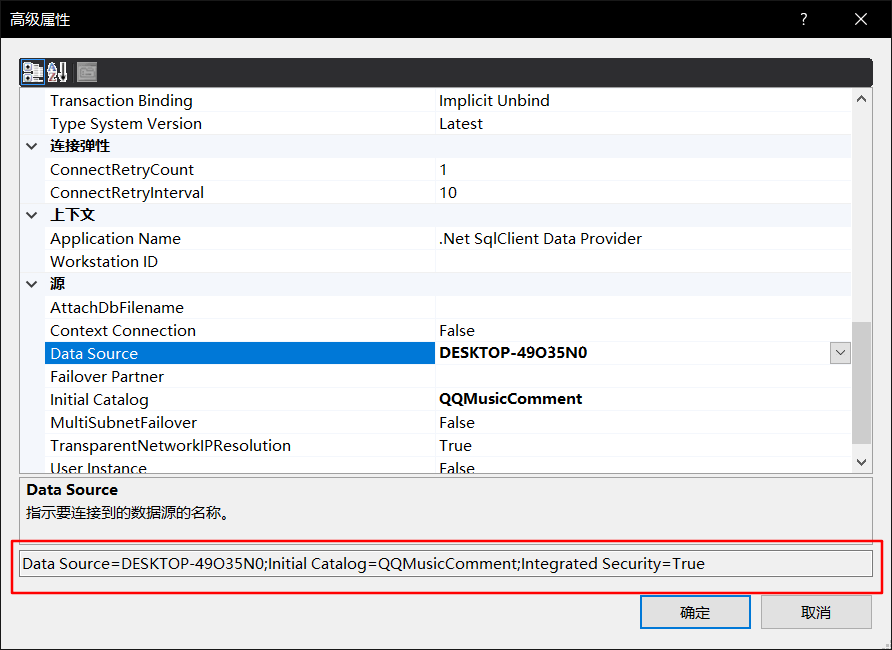 高级属性
Transaction Binding Implicit Unbind
Type System Version Latest
连接弹性
ConnectRetryCount 1
ConnectRetryInterval 10
上下文
Application Name .Net SqlClient Data Provider
Workstation ID
源
AttachDbFilename
Context Connection False
Data Source DESKTOP-49O35N0
Failover Partner
Initial Catalog QQMusicComment
MultiSubnetFailover False
TransparentNetworkIPResolution True
User Instance False
Data Source
指示要连接到的数据源的名称。
Data Source=DESKTOP-49O35N0;Initial Catalog=QQMusicComment;Integrated Security=True
确定 取消